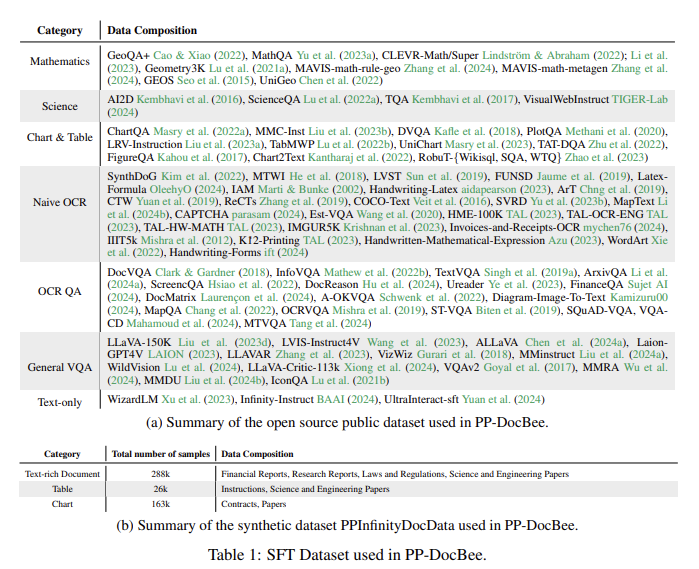 Category Data Composition
Mathematics
GeoQA+ Cao & Xiao (2022), MathQA Yu et al. (2023a), CLEVR-Math/Super Lindström & Abraham (2022); Li et al.
(2023), Geometry3K Lu et al. (2021a), MAVIS-math-rule-geo Zhang et al. (2024), MAVIS-math-metagen Zhang et al.
(2024), GEOS Seo et al. (2015), UniGeo Chen et al. (2022)
Science
AI2D Kembhavi et al. (2016), ScienceQA Lu et al. (2022a), TQA Kembhavi et al. (2017), VisualWebInstruct TIGER-Lab
(2024)
Chart & Table
ChartQA Masry et al. (2022a), MMC-Inst Liu et al. (2023b), DVQA Kafle et al. (2018), PlotQA Methani et al. (2020),
LRV-Instruction Liu et al. (2023a), TabMWP Lu et al. (2022b), UniChart Masry et al. (2023), TAT-DQA Zhu et al. (2022),
FigureQA Kahou et al. (2017), Chart2Text Kantharaj et al. (2022), RobuT-{Wikisql, SQA, WTQ} Zhao et al. (2023)
Naive OCR
SynthDoG Kim et al. (2022), MTWI He et al. (2018), LVST Sun et al. (2019), FUNSD Jaume et al. (2019), Latex-
Formula OleehyO (2024), IAM Marti & Bunke (2002), Handwriting-Latex aidapearson (2023), ArT Chng et al. (2019),
CTW Yuan et al. (2019), ReCTs Zhang et al. (2019), COCO-Text Veit et al. (2016), SVRD Yu et al. (2023b), MapText Li
et al. (2024b), CAPTCHA parasam (2024), Est-VQA Wang et al. (2020), HME-100K TAL (2023), TAL-OCR-ENG TAL
(2023), TAL-HW-MATH TAL (2023), IMGUR5K Krishnan et al. (2023), Invoices-and-Receipts-OCR mychen76 (2024),
IIIT5k Mishra et al. (2012), K12-Printing TAL (2023), Handwritten-Mathematical-Expression Azu (2023), WordArt Xie
et al. (2022), Handwriting-Forms ift (2024)
OCR QA
DocVQA Clark & Gardner (2018), InfoVQA Mathew et al. (2022b), TextVQA Singh et al. (2019a), ArxivQA Li et al.
(2024a), ScreencQA Hsiao et al. (2022), DocReason Hu et al. (2024), Ureader Ye et al. (2023), FinanceQA Sujet AI
(2024), DocMatrix Laurençon et al. (2024), A-OKVQA Schwenk et al. (2022), Diagram-Image-To-Text Kamizuru00
(2024), MapQA Chang et al. (2022), OCRVQA Mishra et al. (2019), ST-VQA Biten et al. (2019), SQuAD-VQA, VQA-
CD Mahamoud et al. (2024), MTVQA Tang et al. (2024)
General VQA
LLaVA-150K Liu et al. (2023d), LVIS-Instruct4V Wang et al. (2023), ALLaVA Chen et al. (2024a), Laion-
GPT4V LAION (2023), LLAVAR Zhang et al. (2023), VizWiz Gurari et al. (2018), MMinstruct Liu et al. (2024a),
WildVision Lu et al. (2024), LLaVA-Critic-113k Xiong et al. (2024), VQAv2 Goyal et al. (2017), MMRA Wu et al.
(2024), MMDU Liu et al. (2024b), IconQA Lu et al. (2021b)
Text-only WizardLM Xu et al. (2023), Infinity-Instruct BAAI (2024), UltraInteract-sft Yuan et al. (2024)
(a) Summary of the open source public dataset used in PP-DocBee.
Category Total number of samples Data Composition
Text-rich Document 288k Financial Reports, Research Reports, Laws and Regulations, Science and Engineering Papers
Table 26k Instructions, Science and Engineering Papers
Chart 163k Contracts, Papers
(b) Summary of the synthetic dataset PPInfinityDocData used in PP-DocBee.
Table 1: SFT Dataset used in PP-DocBee.